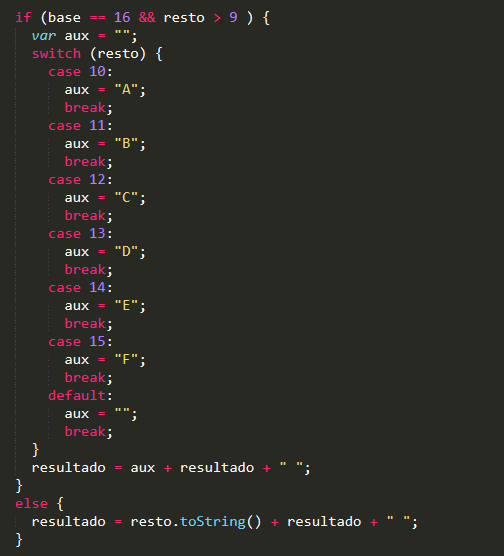 if (base == 16 && resto > 9 ) {
  var aux = "";
  switch (resto) {
    case 10:
      aux = "A";
      break;
    case 11:
      aux = "B";
      break;
    case 12:
      aux = "C";
      break;
    case 13:
      aux = "D";
      break;
    case 14:
      aux = "E";
      break;
    case 15:
      aux = "F";
      break;
    default:
      aux = "";
      break;
  }
  resultado = aux + resultado + " ";
}
else {
  resultado = resto.toString() + resultado + " ";
}